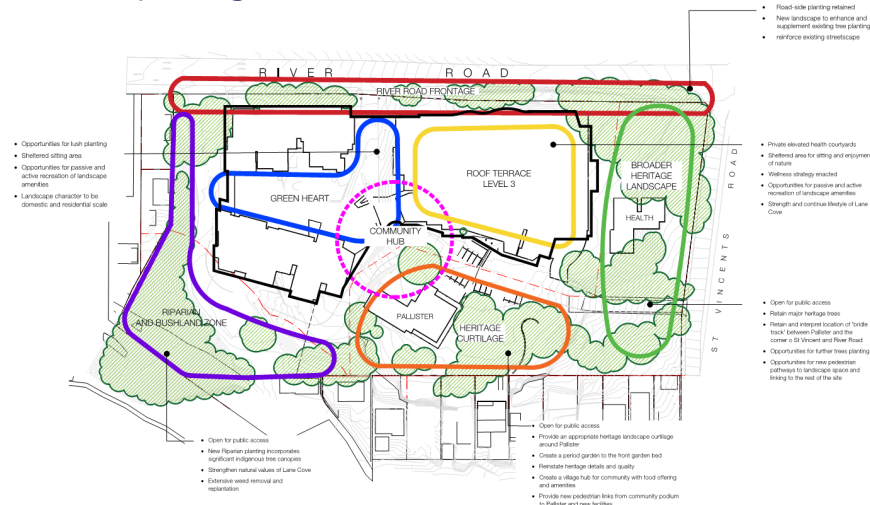 • Road-side planting retained
• New landscape to enhance and
supplement existing tree planting
• reinforce existing streetscape
RIVER ROAD
RIVER ROAD FRONTAGE
• Opportunities for lush planting
• Sheltered sitting area
• Opportunities for passive and
active recreation of landscape
amenities
• Landscape character to be
domestic and residential scale
GREEN HEART
ROOF TERRACE
LEVEL 3
BROADER
HERITAGE
LANDSCAPE
HEALTH
COMMUNITY
HUB
PALLISTER
HERITAGE
CURTILAGE
RIPARIAN
AND BUSHLAND ZONE
ST VINCENTS ROAD
• Private elevated health courtyards
• Sheltered area for sitting and enjoyment
of nature
• Wellness strategy enacted
• Opportunities for passive and active
recreation of landscape amenities
• Strength and continue lifestyle of Lane
Cove
• Open for public access
• Retain major heritage trees
• Retain and interpret location of 'bridle
track' between Pallister and the
corner o St Vincent and River Road
• Opportunities for further trees planting
• Opportunities for new pedestrian
pathways to landscape space and
linking to the rest of the site
• Open for public access
• New Riparian planting incorporates
significant indigenous tree canopies
• Strengthen natural values of Lane Cove
• Extensive weed removal and
replantation
• Open for public access
• Provide an appropriate heritage landscape curtilage
around Pallister
• Create a period garden to the front garden bed
• Reinstate heritage details and quality
• Create a village hub for community with food offering
and amenities
• Provide new pedestrian links from community podium
to Pallister and new facilities